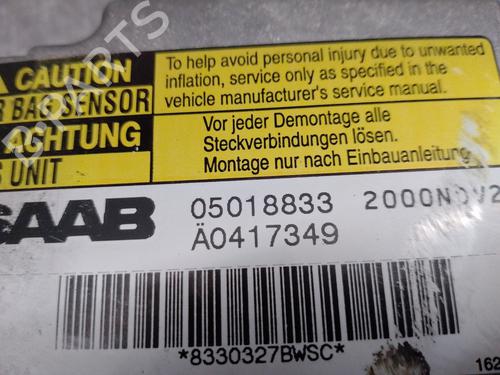 CAUTION
BAG SENSOR
To help avoid personal injury due to unwanted
inflation, service only as specified in the
vehicle manufacturer's service manual.
ACHTUNG
UNIT
Vor jeder Demontage alle
Steckverbindungen lösen.
Montage nur nach Einbauanleitung
SAAB
05018833 2000NOV2
Ä0417349
*8330327BWSC*
162
B-PARTS